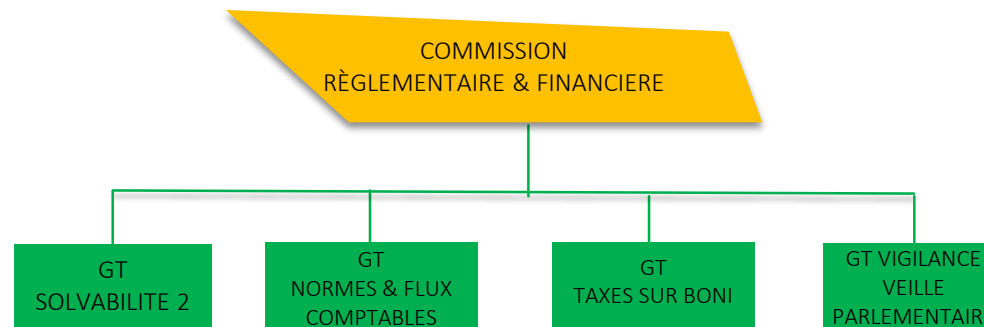 COMMISSION
RÈGLEMENTAIRE & FINANCIERE
GT
SOLVABILITE 2
GT
NORMES & FLUX
COMPTABLES
GT
TAXES SUR BONI
GT VIGILANCE
VEILLE
PARLEMENTAIR